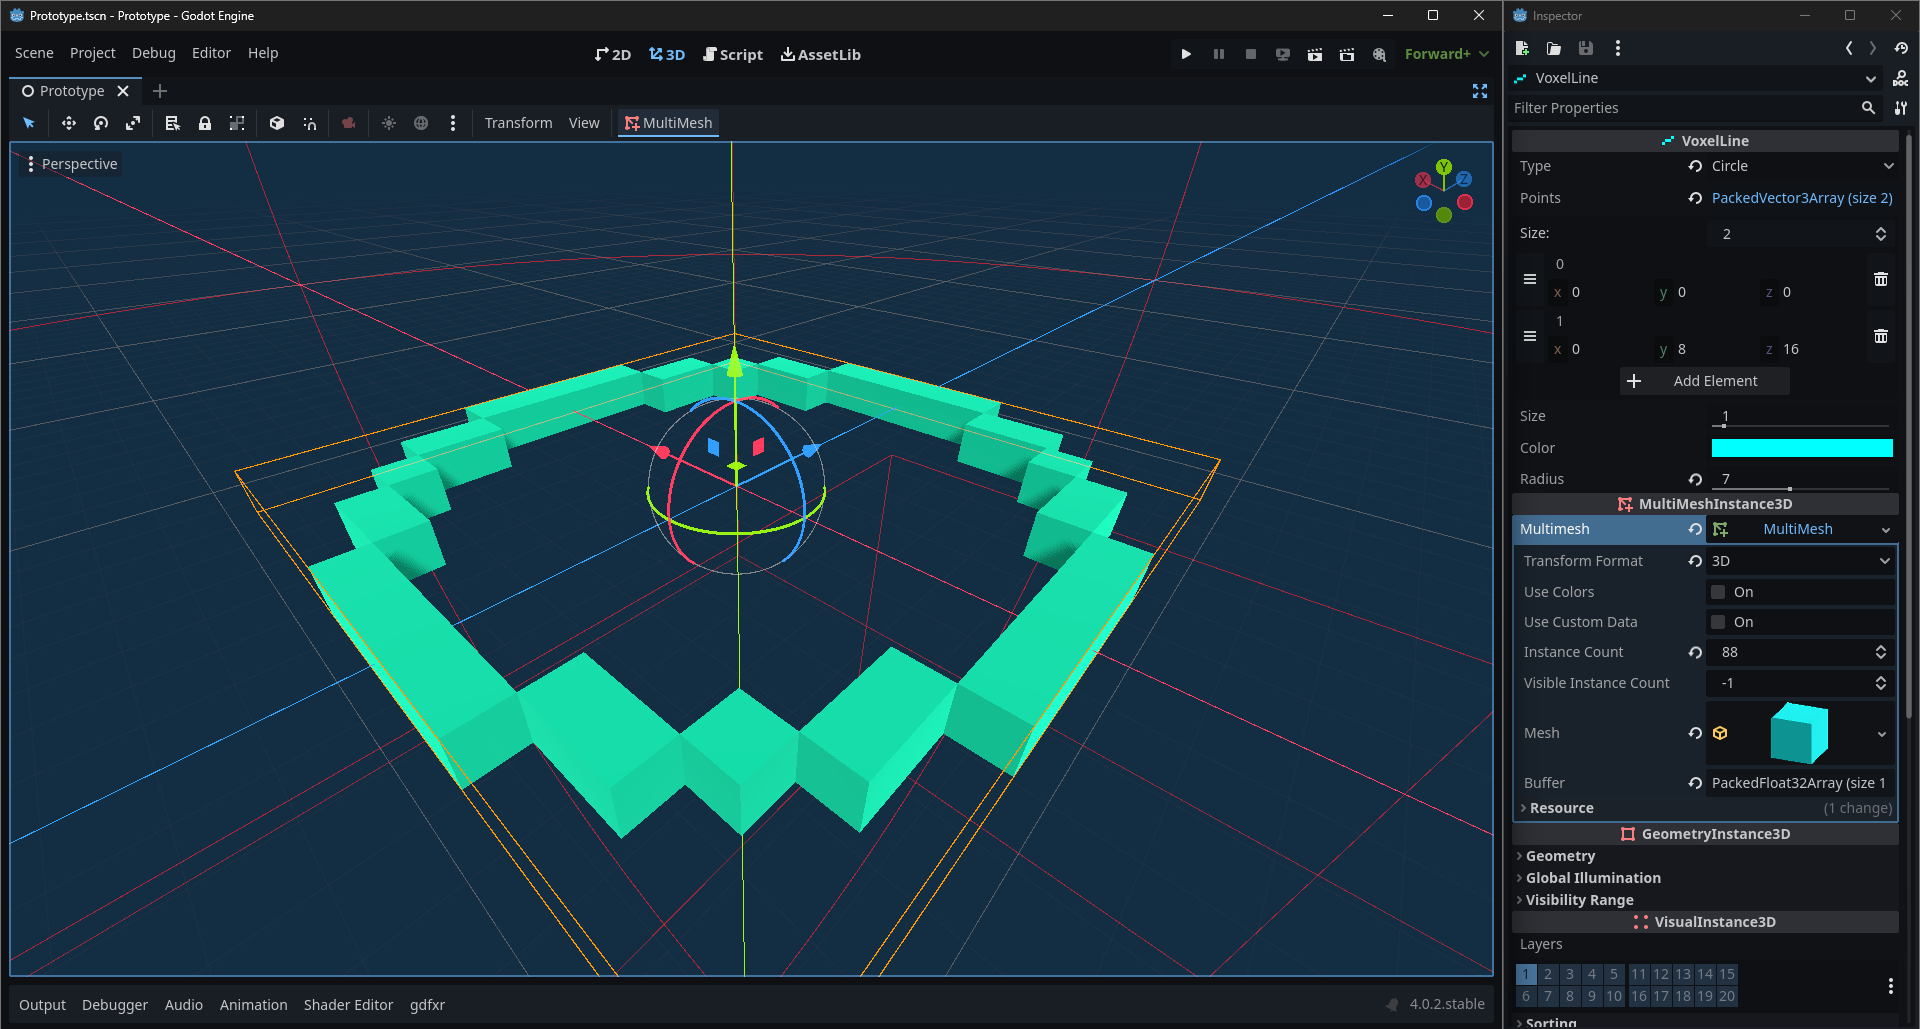 Prototype.tscn - Prototype - Godot Engine
Scene Project Debug Editor Help
2D 3D Script AssetLib
Forward+
Prototype
Transform View MultiMesh
Perspective
Y
X Z
Output Debugger Audio Animation Shader Editor gdfxr
4.0.2.stable
Inspector
VoxelLine
DOC
Filter Properties
VoxelLine
Type Circle
Points PackedVector3Array (size 2)
Size: 2
0
x 0 y 0 z 0
1
x 0 y 8 z 16
Add Element
Size 1
Color
Radius 7
MultiMeshInstance3D
Multimesh MultiMesh
Transform Format 3D
Use Colors On
Use Custom Data On
Instance Count 88
Visible Instance Count -1
Mesh
Buffer PackedFloat32Array (size 1
Resource (1 change)
GeometryInstance3D
Geometry
Global Illumination
Visibility Range
VisualInstance3D
Layers
1 2 3 4 5 11 12 13 14 15
6 7 8 9 10 16 17 18 19 20
Sorting